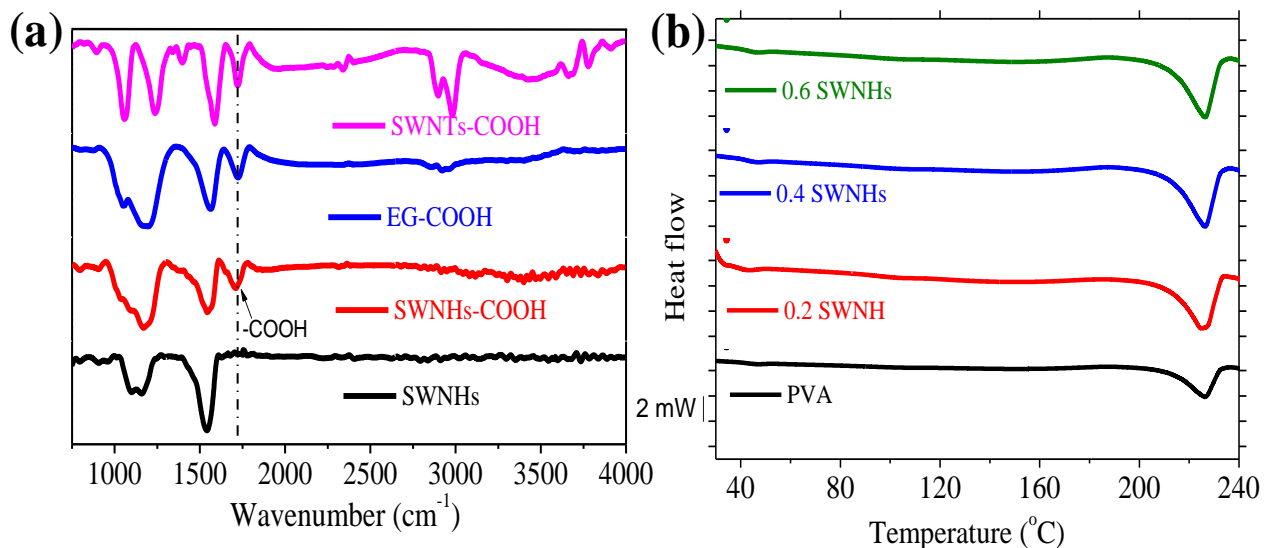 (a)
SWNTs-COOH
EG-COOH
SWNHs-COOH
-COOH
SWNHs
1000 1500 2000 2500 3000 3500 4000
Wavenumber (cm⁻¹)
(b)
Heat flow
0.6 SWNHs
0.4 SWNHs
0.2 SWNH
PVA
2 mW
40 80 120 160 200 240
Temperature (°C)